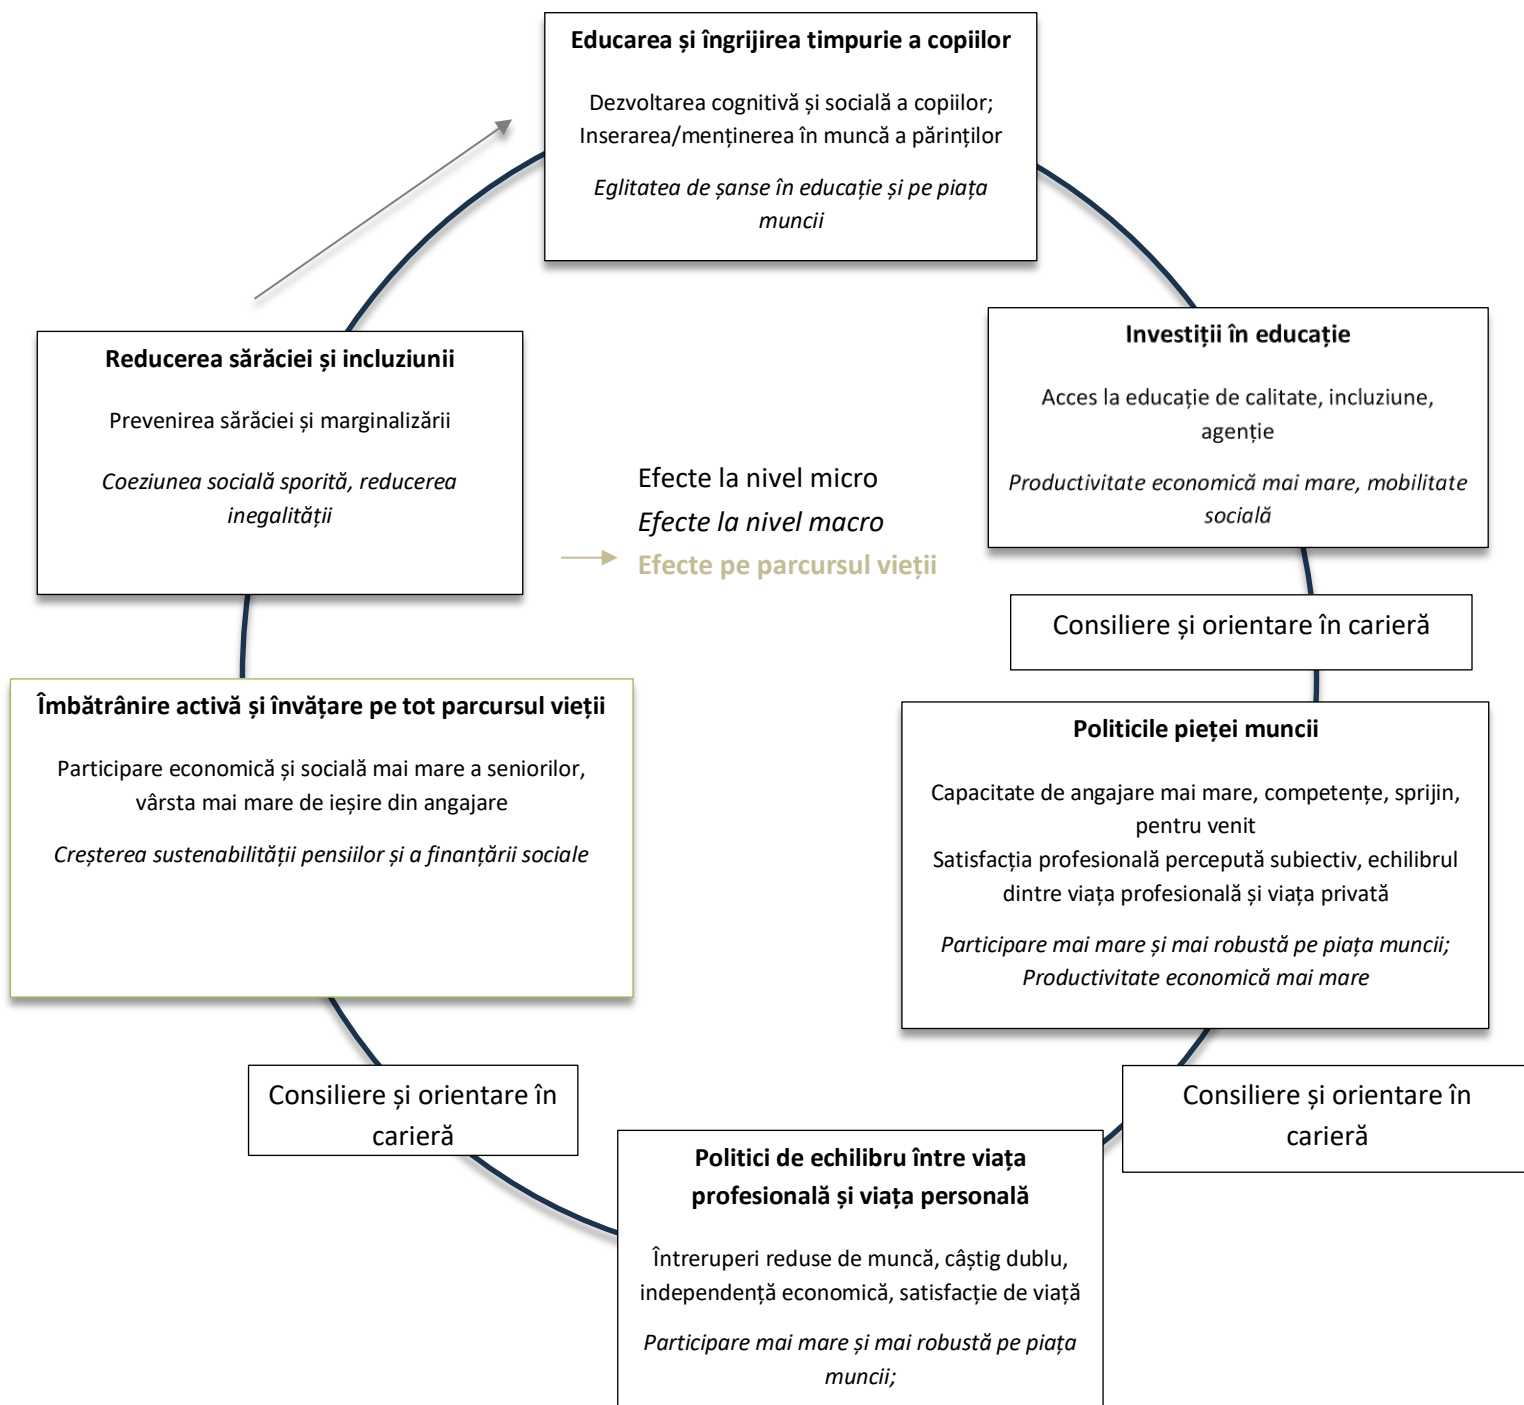 Educarea și îngrijirea timpurie a copiilor
Dezvoltarea cognitivă și socială a copiilor;
Inserarea/menținerea în muncă a părinților
Eglitatea de șanse în educație și pe piața
muncii
Investiții în educație
Acces la educație de calitate, incluziune,
agenție
Productivitate economică mai mare, mobilitate
socială
Reducerea sărăciei și incluziunii
Prevenirea sărăciei și marginalizării
Coeziunea socială sporită, reducerea
inegalității
Efecte la nivel micro
Efecte la nivel macro
Efecte pe parcursul vieții
Consiliere și orientare în carieră
Îmbătrânire activă și învățare pe tot parcursul vieții
Participare economică și socială mai mare a seniorilor,
vârsta mai mare de ieșire din angajare
Creșterea sustenabilității pensiilor și a finanțării sociale
Politicile pieței muncii
Capacitate de angajare mai mare, competențe, sprijin,
pentru venit
Satisfacția profesională percepută subiectiv, echilibrul
dintre viața profesională și viața privată
Participare mai mare și mai robustă pe piața muncii;
Productivitate economică mai mare
Consiliere și orientare în
carieră
Consiliere și orientare în
carieră
Politici de echilibru între viața
profesională și viața personală
Întreruperi reduse de muncă, câștig dublu,
independență economică, satisfacție de viață
Participare mai mare și mai robustă pe piața
muncii;